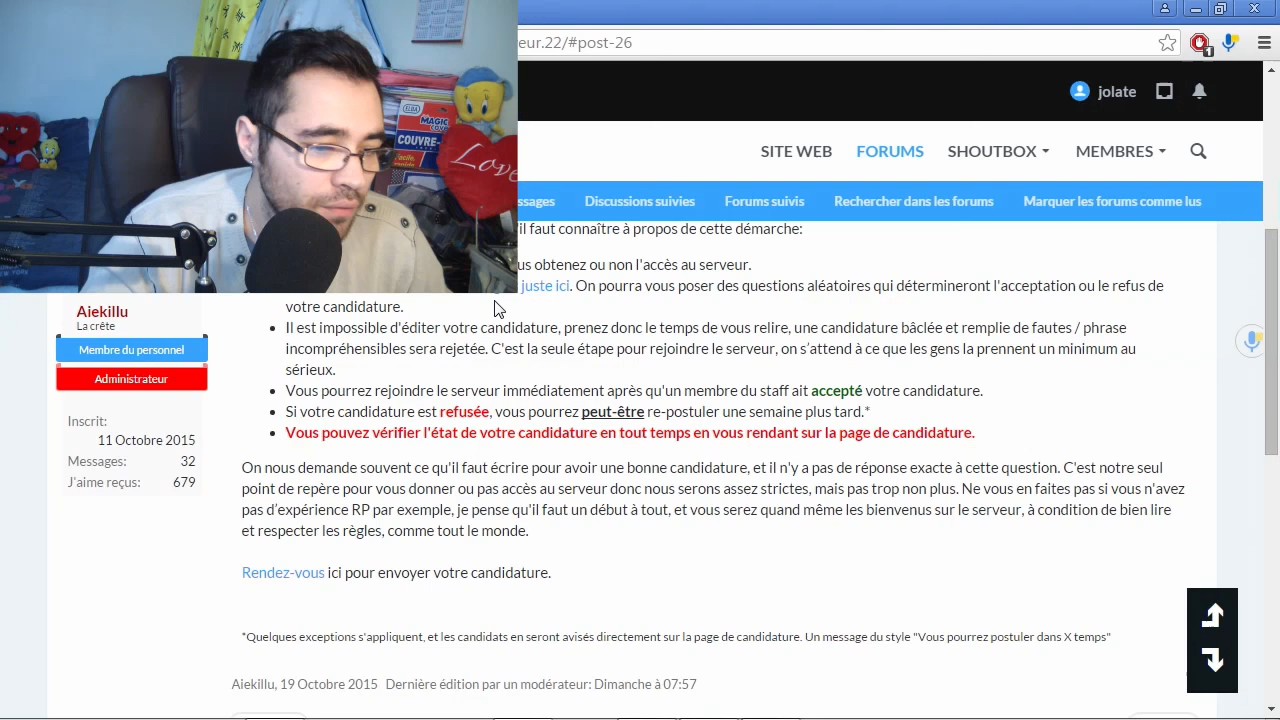 eur.22/#post-26
1
jolate
SITE WEB FORUMS SHOUTBOX MEMBRES
ssages Discussions suivies Forums suivis Rechercher dans les forums Marquer les forums comme lus
ELBA
MAGIC
COUVRE-
Love
'il faut connaître à propos de cette démarche:
us obtenez ou non l'accès au serveur.
juste ici. On pourra vous poser des questions aléatoires qui détermineront l'acceptation ou le refus de
votre candidature.
Il est impossible d'éditer votre candidature, prenez donc le temps de vous relire, une candidature bâclée et remplie de fautes / phrase
incompréhensibles sera rejetée. C'est la seule étape pour rejoindre le serveur, on s'attend à ce que les gens la prennent un minimum au
sérieux.
Vous pourrez rejoindre le serveur immédiatement après qu'un membre du staff ait accepté votre candidature.
Si votre candidature est refusée, vous pourrez peut-être re-postuler une semaine plus tard.*
Vous pouvez vérifier l'état de votre candidature en tout temps en vous rendant sur la page de candidature.
Aiekillu
La crête
Membre du personnel
Administrateur
Inscrit:
11 Octobre 2015
Messages: 32
J'aime reçus: 679
On nous demande souvent ce qu'il faut écrire pour avoir une bonne candidature, et il n'y a pas de réponse exacte à cette question. C'est notre seul
point de repère pour vous donner ou pas accès au serveur donc nous serons assez strictes, mais pas trop non plus. Ne vous en faites pas si vous n'avez
pas d'expérience RP par exemple, je pense qu'il faut un début à tout, et vous serez quand même les bienvenus sur le serveur, à condition de bien lire
et respecter les règles, comme tout le monde.
Rendez-vous ici pour envoyer votre candidature.
*Quelques exceptions s'appliquent, et les candidats en seront avisés directement sur la page de candidature. Un message du style "Vous pourrez postuler dans X temps"
Aiekillu, 19 Octobre 2015 Dernière édition par un modérateur: Dimanche à 07:57